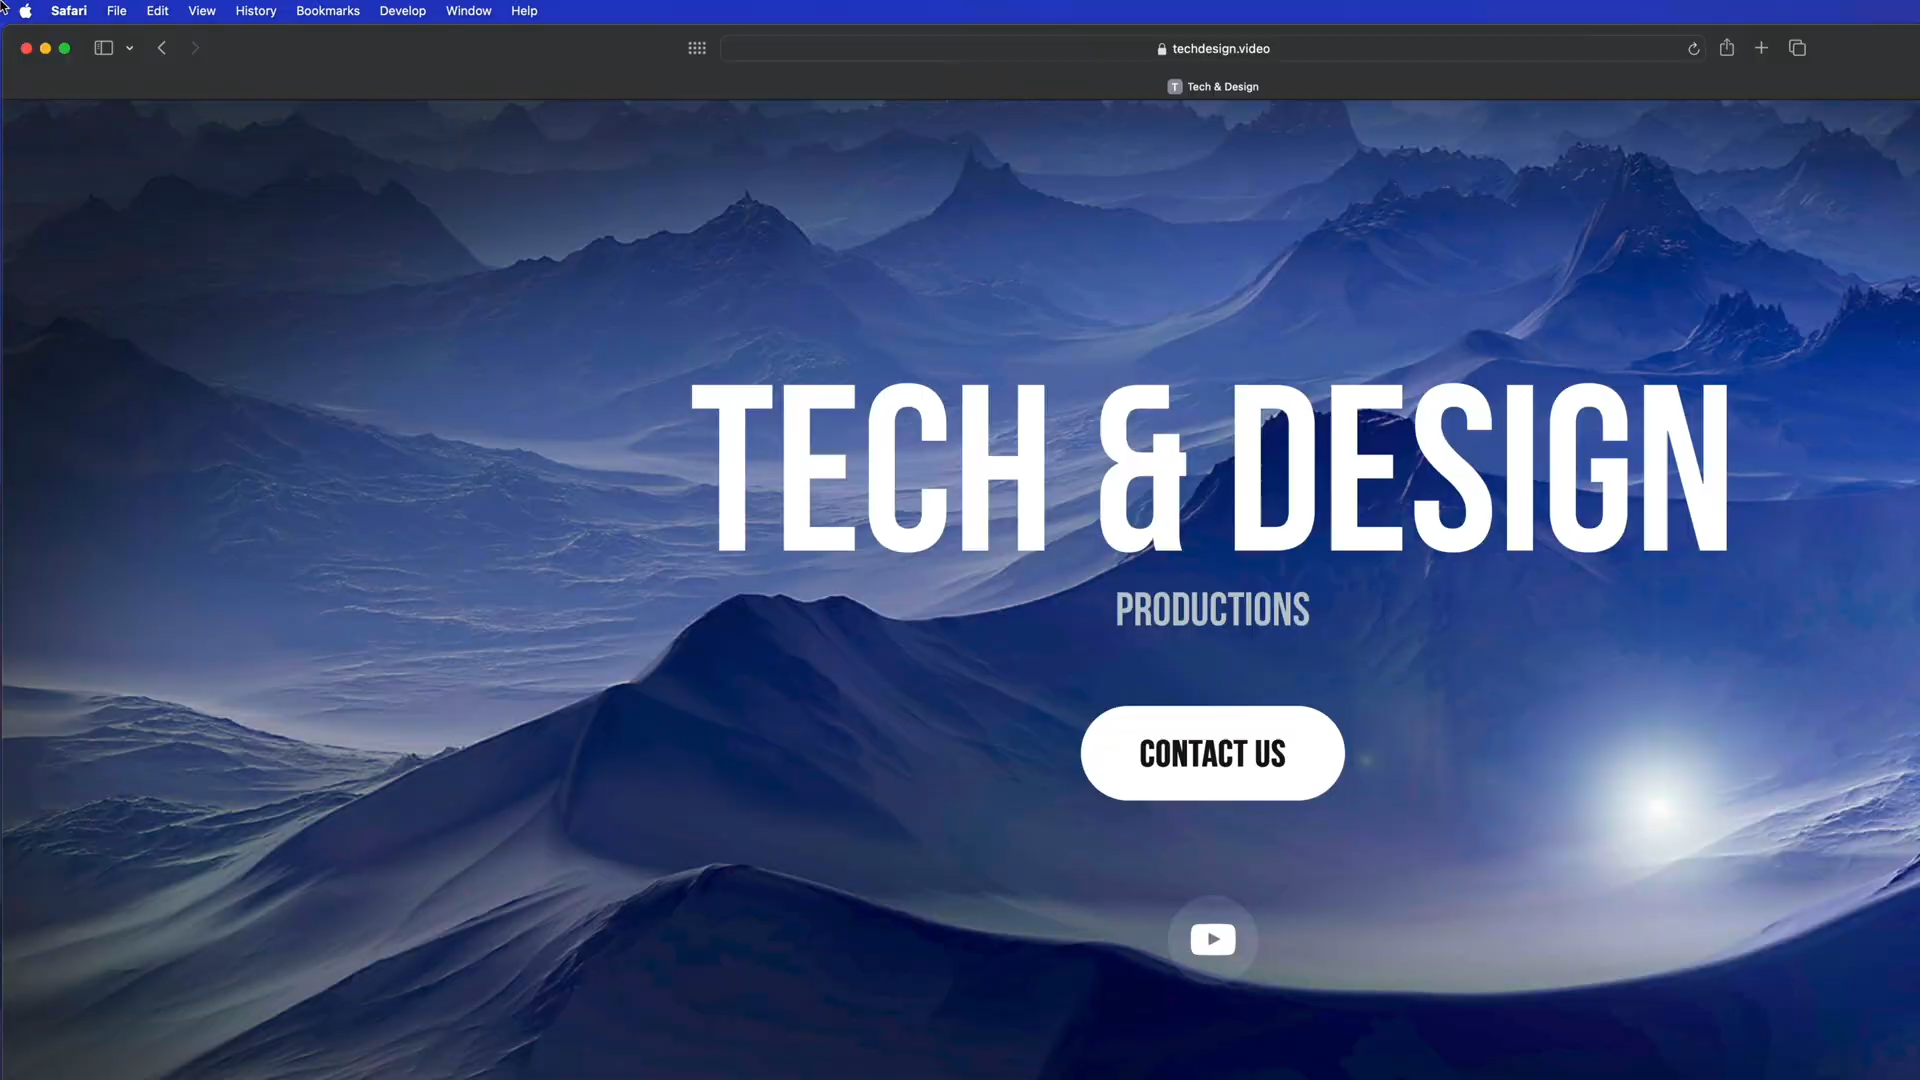 Safari File Edit View History Bookmarks Develop Window Help
techdesign.video
T Tech & Design
TECH & DESIGN
PRODUCTIONS
CONTACT US